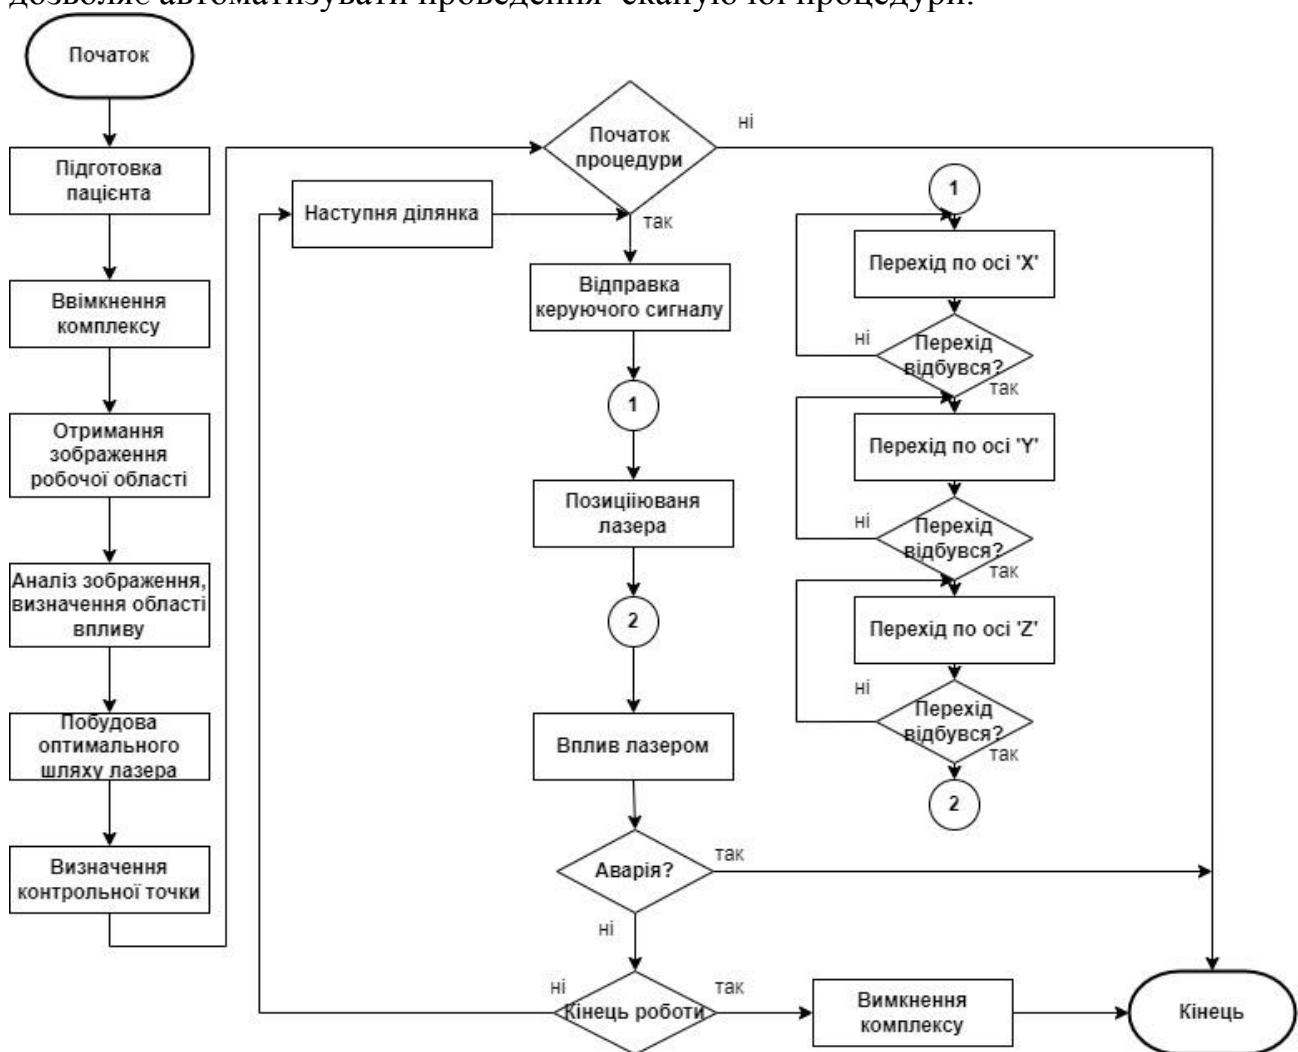 дозволяє автоматизувати проведення скануючої процедури.
Початок
Підготовка
пацієнта
Ввімкнення
комплексу
Отримання
зображення
робочої області
Аналіз зображення,
визначення області
впливу
Побудова
оптимального
шляху лазера
Визначення
контрольної точки
Початок
процедури
ні
так
Наступня ділянка
Відправка
керуючого сигналу
1
Позиціііюваня
лазера
2
Вплив лазером
Аварія?
так
ні
Кінець роботи
ні
так
Вимкнення
комплексу
Кінець
1
Перехід по осі 'X'
Перехід
відбувся?
ні
так
Перехід по осі 'Y'
Перехід
відбувся?
ні
так
Перехід по осі 'Z'
Перехід
відбувся?
ні
так
2